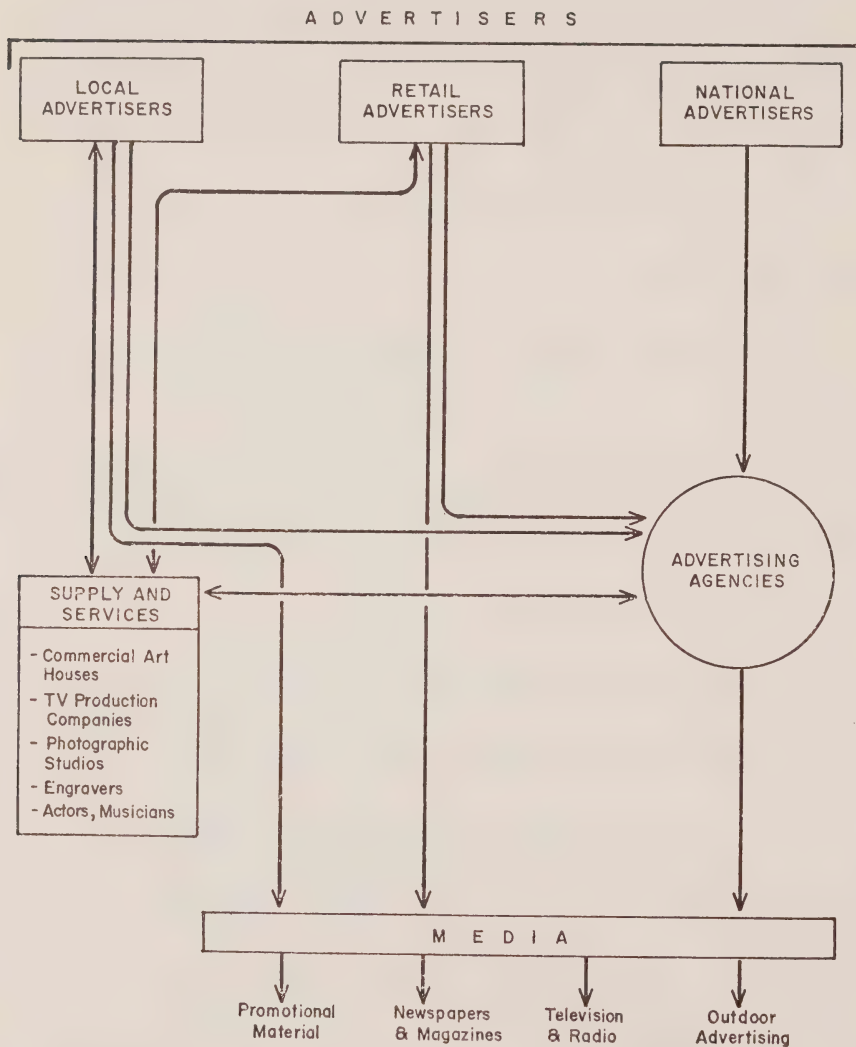 ADVERTISERS
LOCAL
ADVERTISERS
RETAIL
ADVERTISERS
NATIONAL
ADVERTISERS
ADVERTISING
AGENCIES
SUPPLY AND
SERVICES
- Commercial Art
Houses
- TV Production
Companies
- Photographic
Studios
- Engravers
- Actors, Musicians
MEDIA
Promotional
Material
Newspapers
& Magazines
Television
& Radio
Outdoor
Advertising